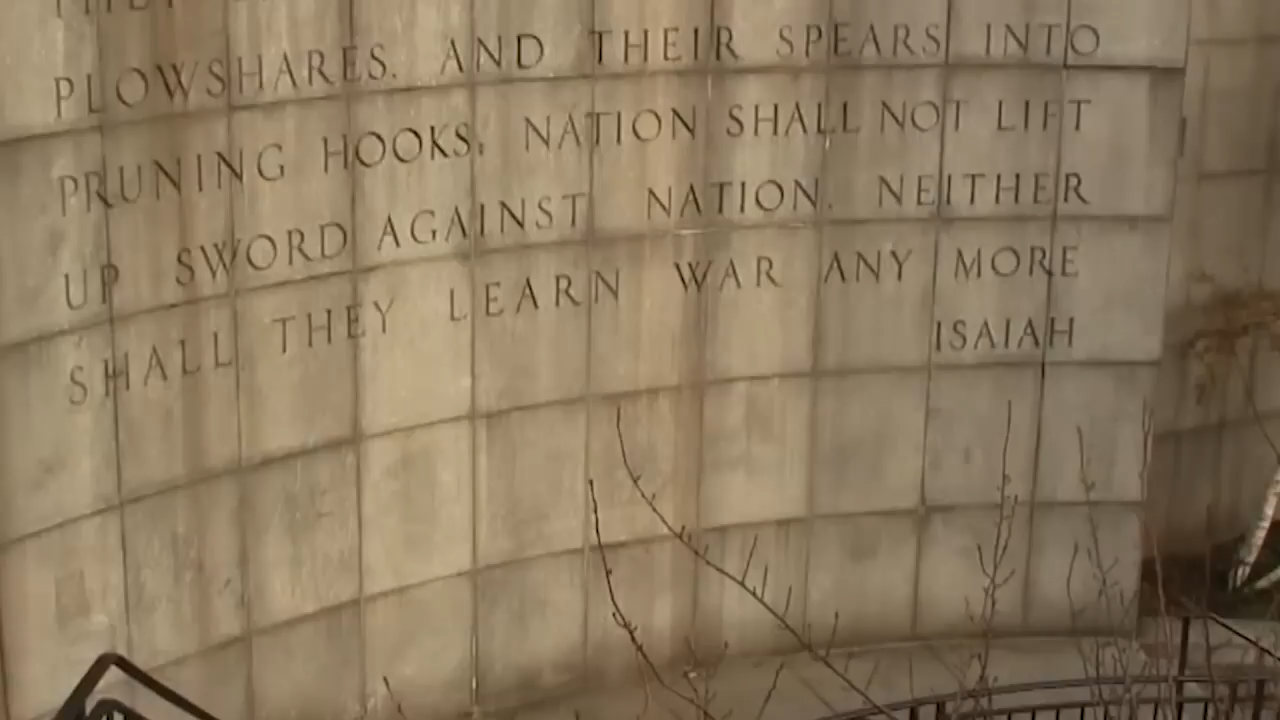 PLOWSHARES. AND THEIR SPEARS INTO
PRUNING HOOKS. NATION SHALL NOT LIFT
UP SWORD AGAINST NATION. NEITHER
SHALL THEY LEARN WAR ANY MORE
ISAIAH